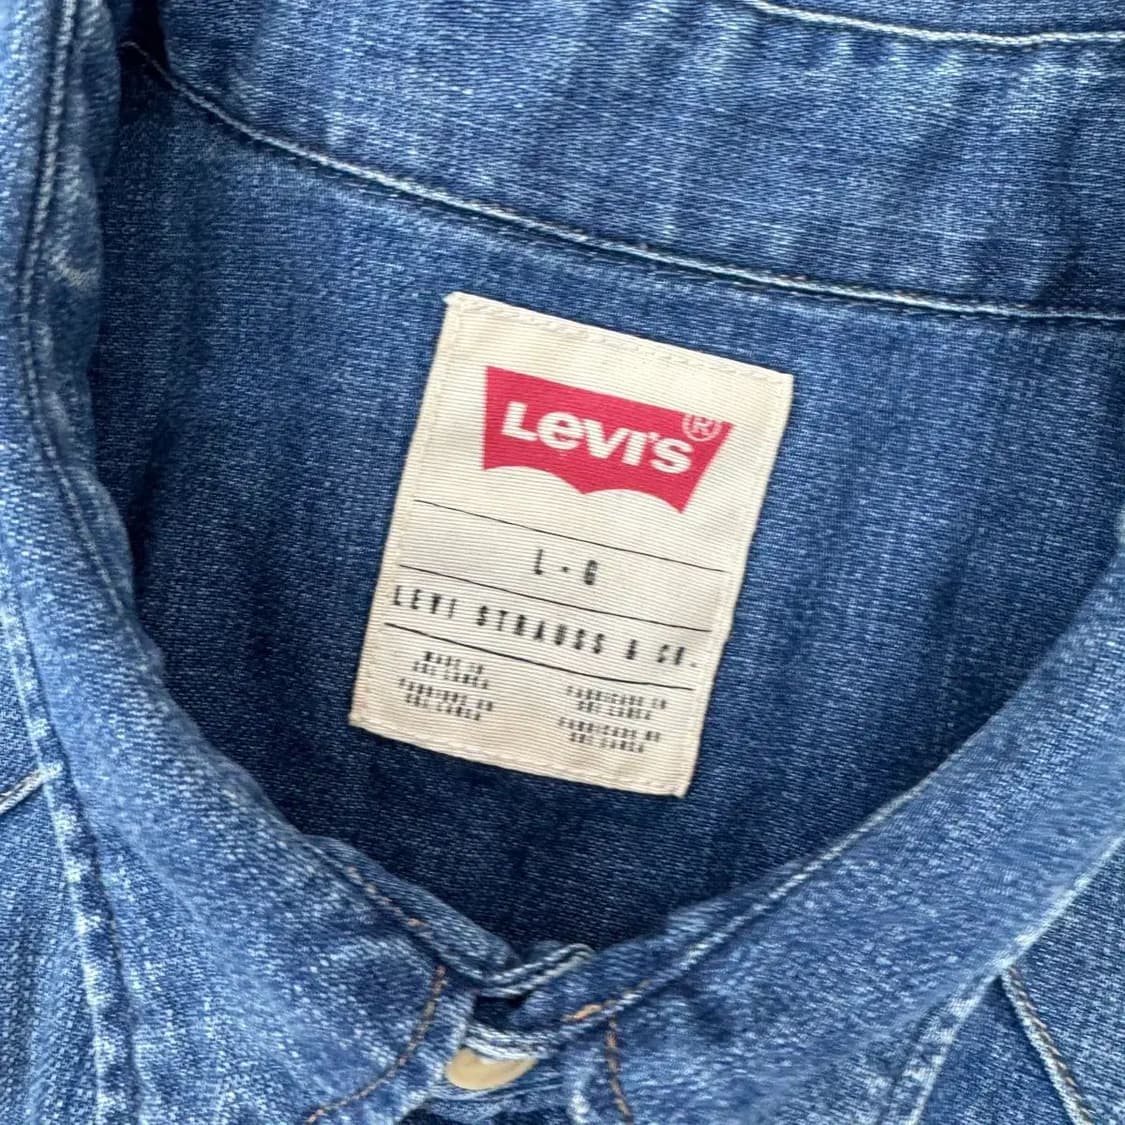 LEVI'S®
L - G
LEVI STRAUSS & CO.
MADE IN
SRI LANKA
FABRIQUE AU
SRI LANKA
FABRICADO EN
SRI LANKA
FABRICADO NO
SRI LANKA